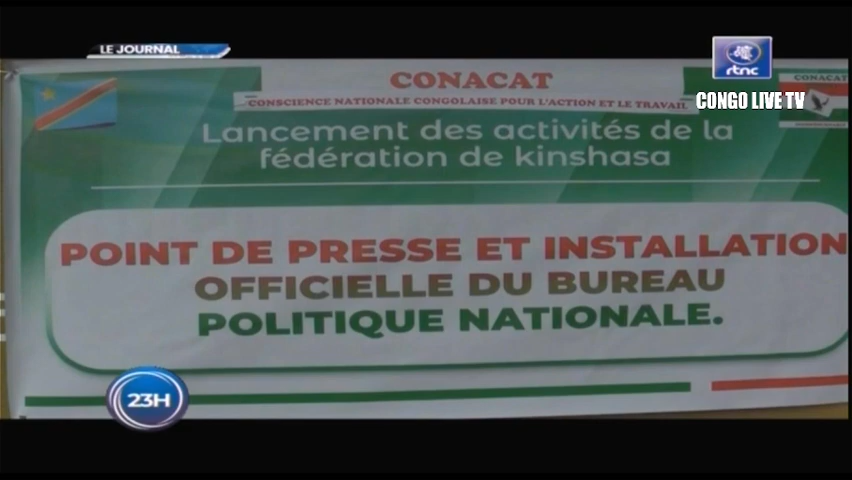 LE JOURNAL
rtnc
CONGO LIVE TV
CONACAT
CONSCIENCE NATIONALE CONGOLAISE POUR L'ACTION ET LE TRAVAIL
CONACAT
Lancement des activités de la
fédération de kinshasa
POINT DE PRESSE ET INSTALLATION
OFFICIELLE DU BUREAU
POLITIQUE NATIONALE.
23H